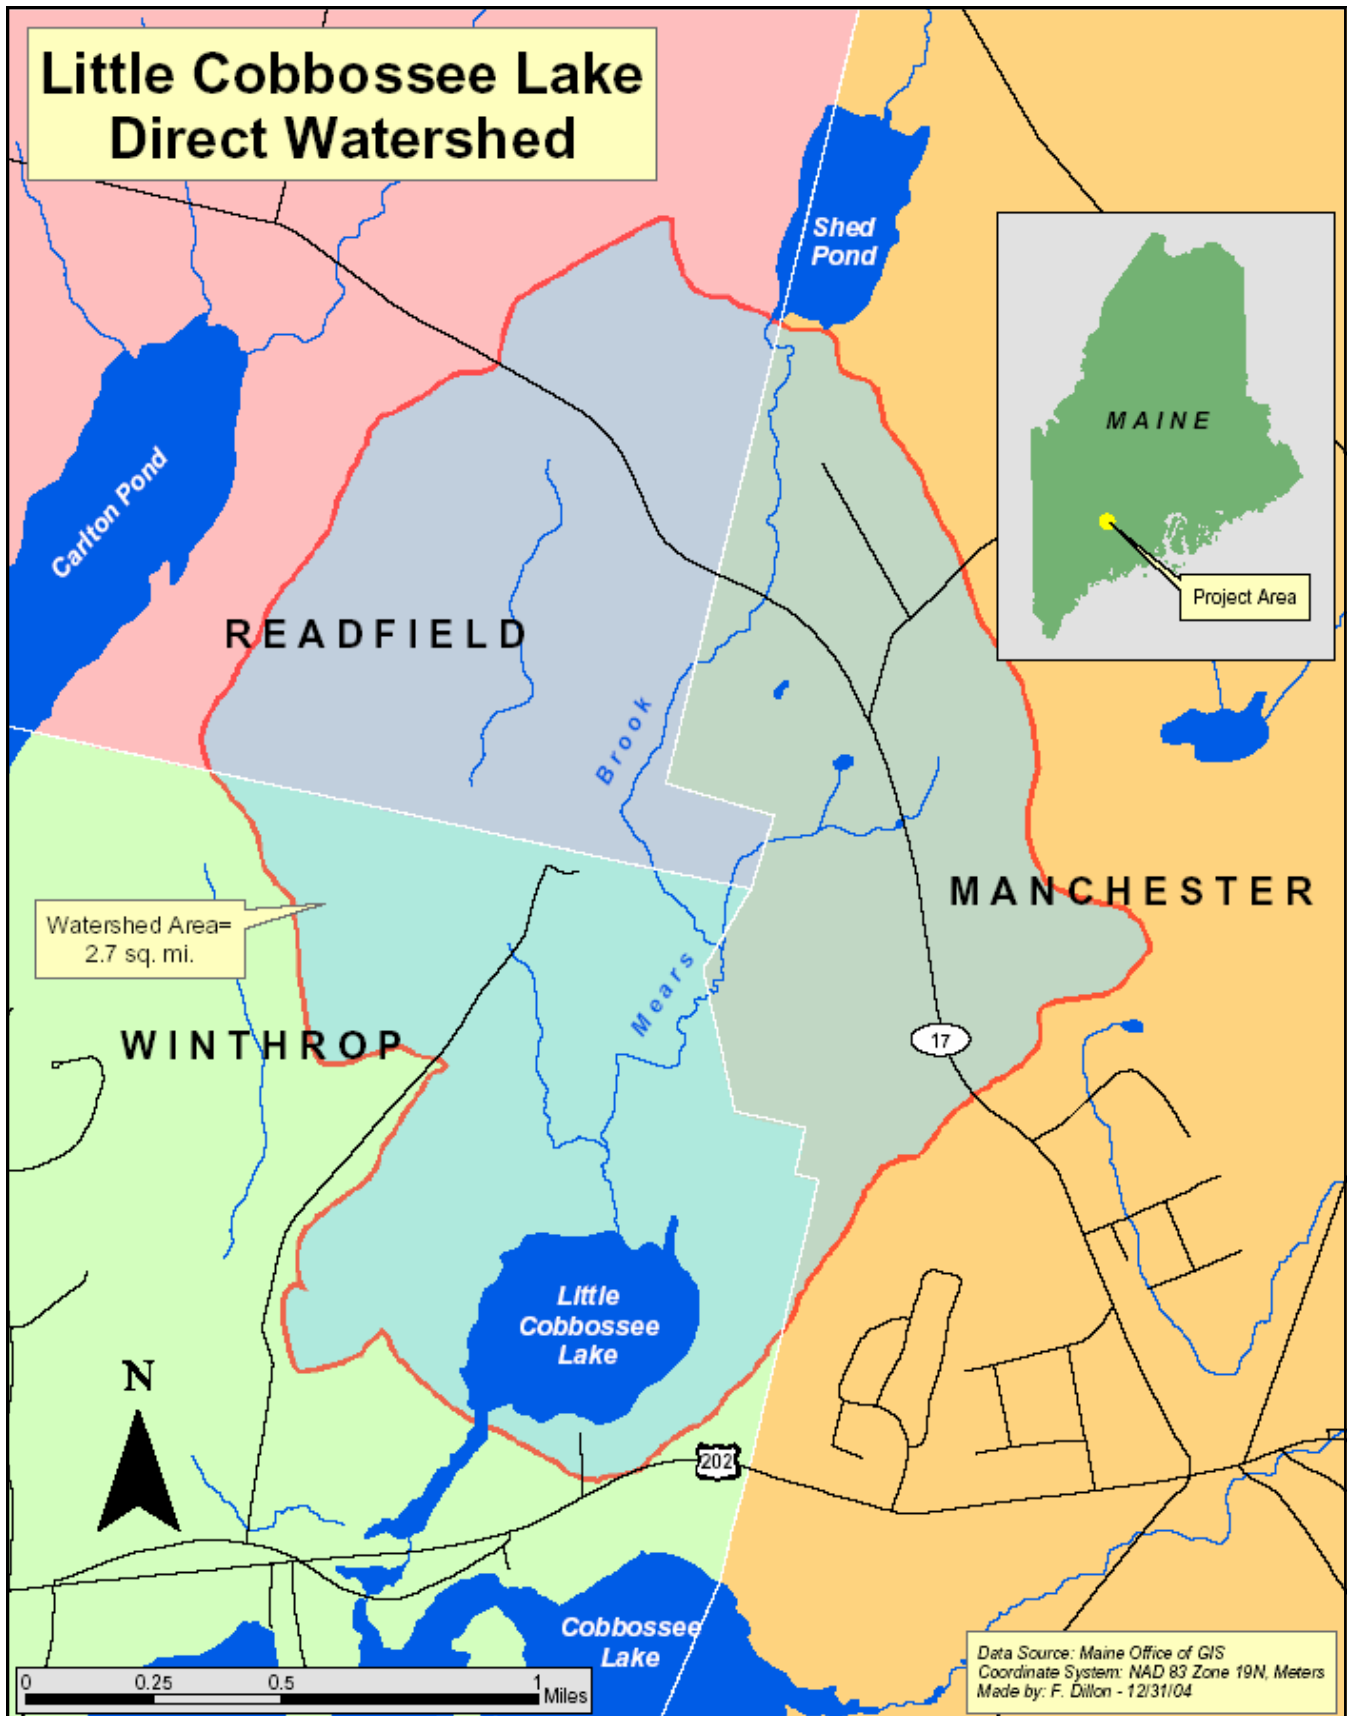 Little Cobbossee Lake
Direct Watershed
Shed
Pond
MAINE
Project Area
Carlton Pond
READFIELD
Brook
MANCHESTER
Watershed Area=
2.7 sq. mi.
Mears
WINTHROP
17
Little
Cobbossee
Lake
N
202
Cobbossee
Lake
Data Source: Maine Office of GIS
Coordinate System: NAD 83 Zone 19N, Meters
Made by: F. Dillon - 12/31/04
0 0.25 0.5 1
Miles